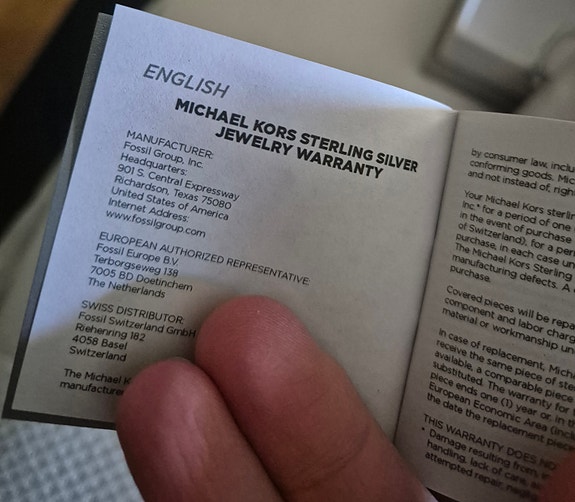 ENGLISH
MICHAEL KORS STERLING SILVER
JEWELRY WARRANTY
MANUFACTURER:
Fossil Group, Inc.
Headquarters:
901 S. Central Expressway
Richardson, Texas 75080
United States of America
Internet Address:
www.fossilgroup.com
EUROPEAN AUTHORIZED REPRESENTATIVE:
Fossil Europe B.V.
Terborgseweg 138
7005 BD Doetinchem
The Netherlands
SWISS DISTRIBUTOR:
Fossil Switzerland GmbH
Riehenring 182
4058 Basel
Switzerland
The Michael
by consumer law, inclu
conforming goods. Mic
and not instead of, right
Your Michael Kors sterlin
Inc.* for a period of one
in the event of purchase
of Switzerland), for a per
purchase, in each case un
The Michael Kors Sterling
manufacturing defects. A
purchase.
Covered pieces will be repa
component and labor charg
material or workmanship un
In case of replacement, Mich
receive the same piece of ste
available, a comparable piece
substituted. The warranty for
piece ends one (1) year or, in th
European Economic Area (incl
the date the replacement piece
THIS WARRANTY DOES NO
• Damage resulting from
handling, lack of care,
attempted repair,